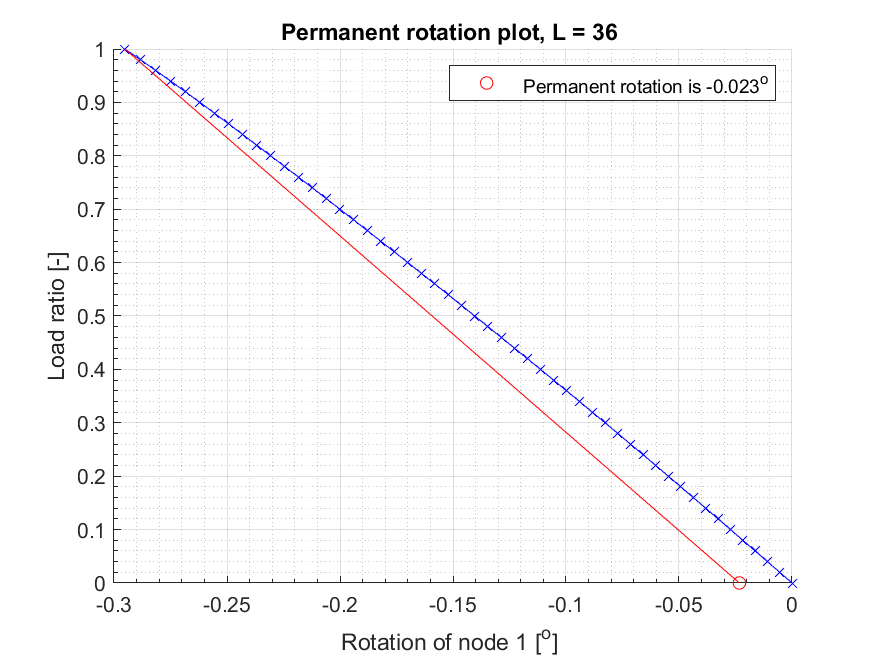 Permanent rotation plot, L = 36
Permanent rotation is -0.023°
1
0.9
0.8
0.7
0.6
0.5
0.4
0.3
0.2
0.1
0
Load ratio [-]
-0.3 -0.25 -0.2 -0.15 -0.1 -0.05 0
Rotation of node 1 [°]